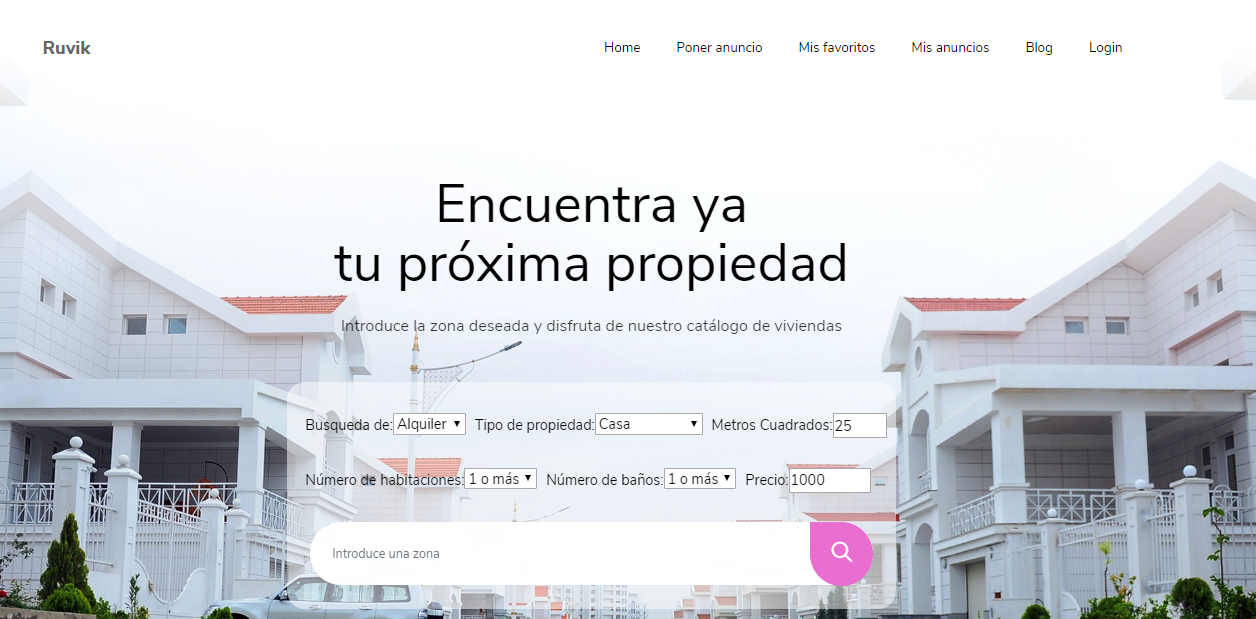 Ruvik Home Poner anuncio Mis favoritos Mis anuncios Blog Login
Encuentra ya
tu próxima propiedad
Introduce la zona deseada y disfruta de nuestro catálogo de viviendas
Busqueda de: Alquiler Tipo de propiedad: Casa Metros Cuadrados: 25
Número de habitaciones: 1 o más Número de baños: 1 o más Precio: 1000
Introduce una zona